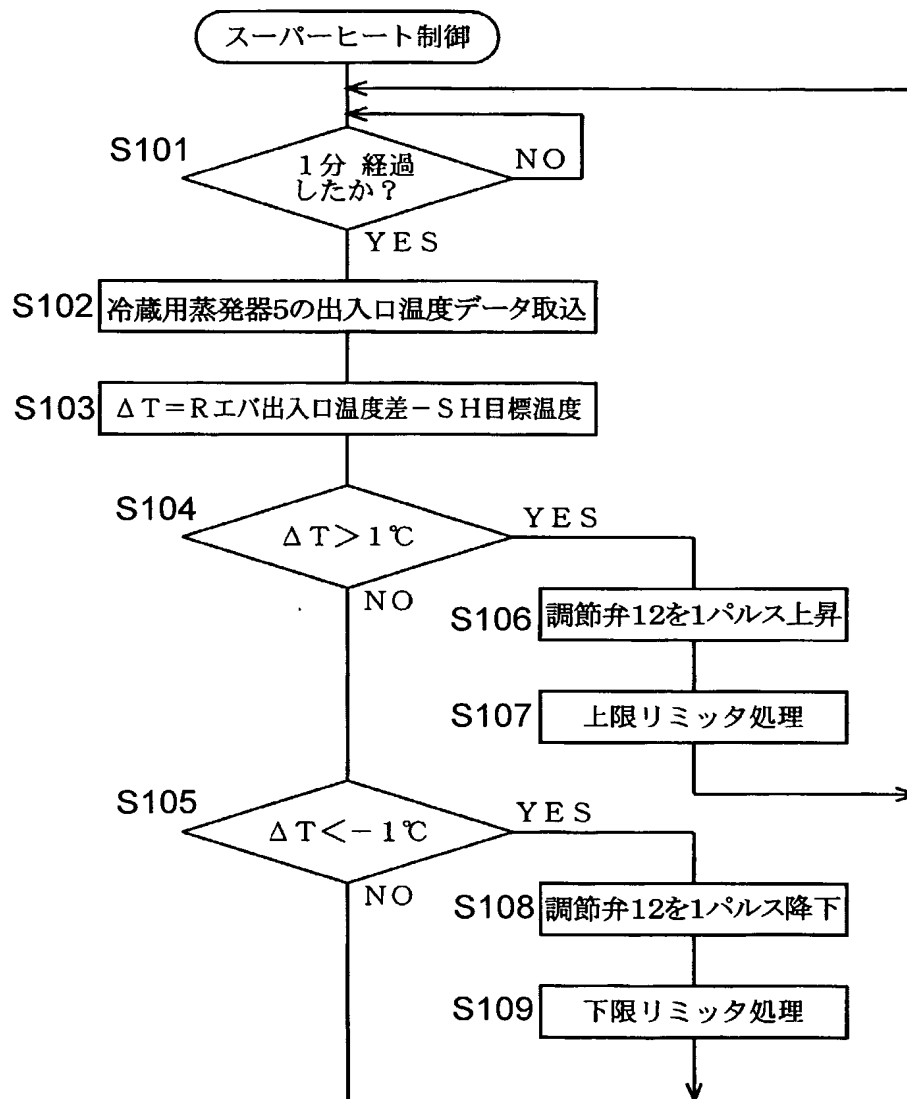 スーパーヒート制御
S101
1分 経過
したか?
NO
YES
S102
冷蔵用蒸発器5の出入口温度データ取込
S103
ΔT=Rエバ出入口温度差-SH目標温度
S104
ΔT>1℃
YES
NO
S106
調節弁12を1パルス上昇
S107
上限リミッタ処理
S105
ΔT<-1℃
YES
NO
S108
調節弁12を1パルス降下
S109
下限リミッタ処理